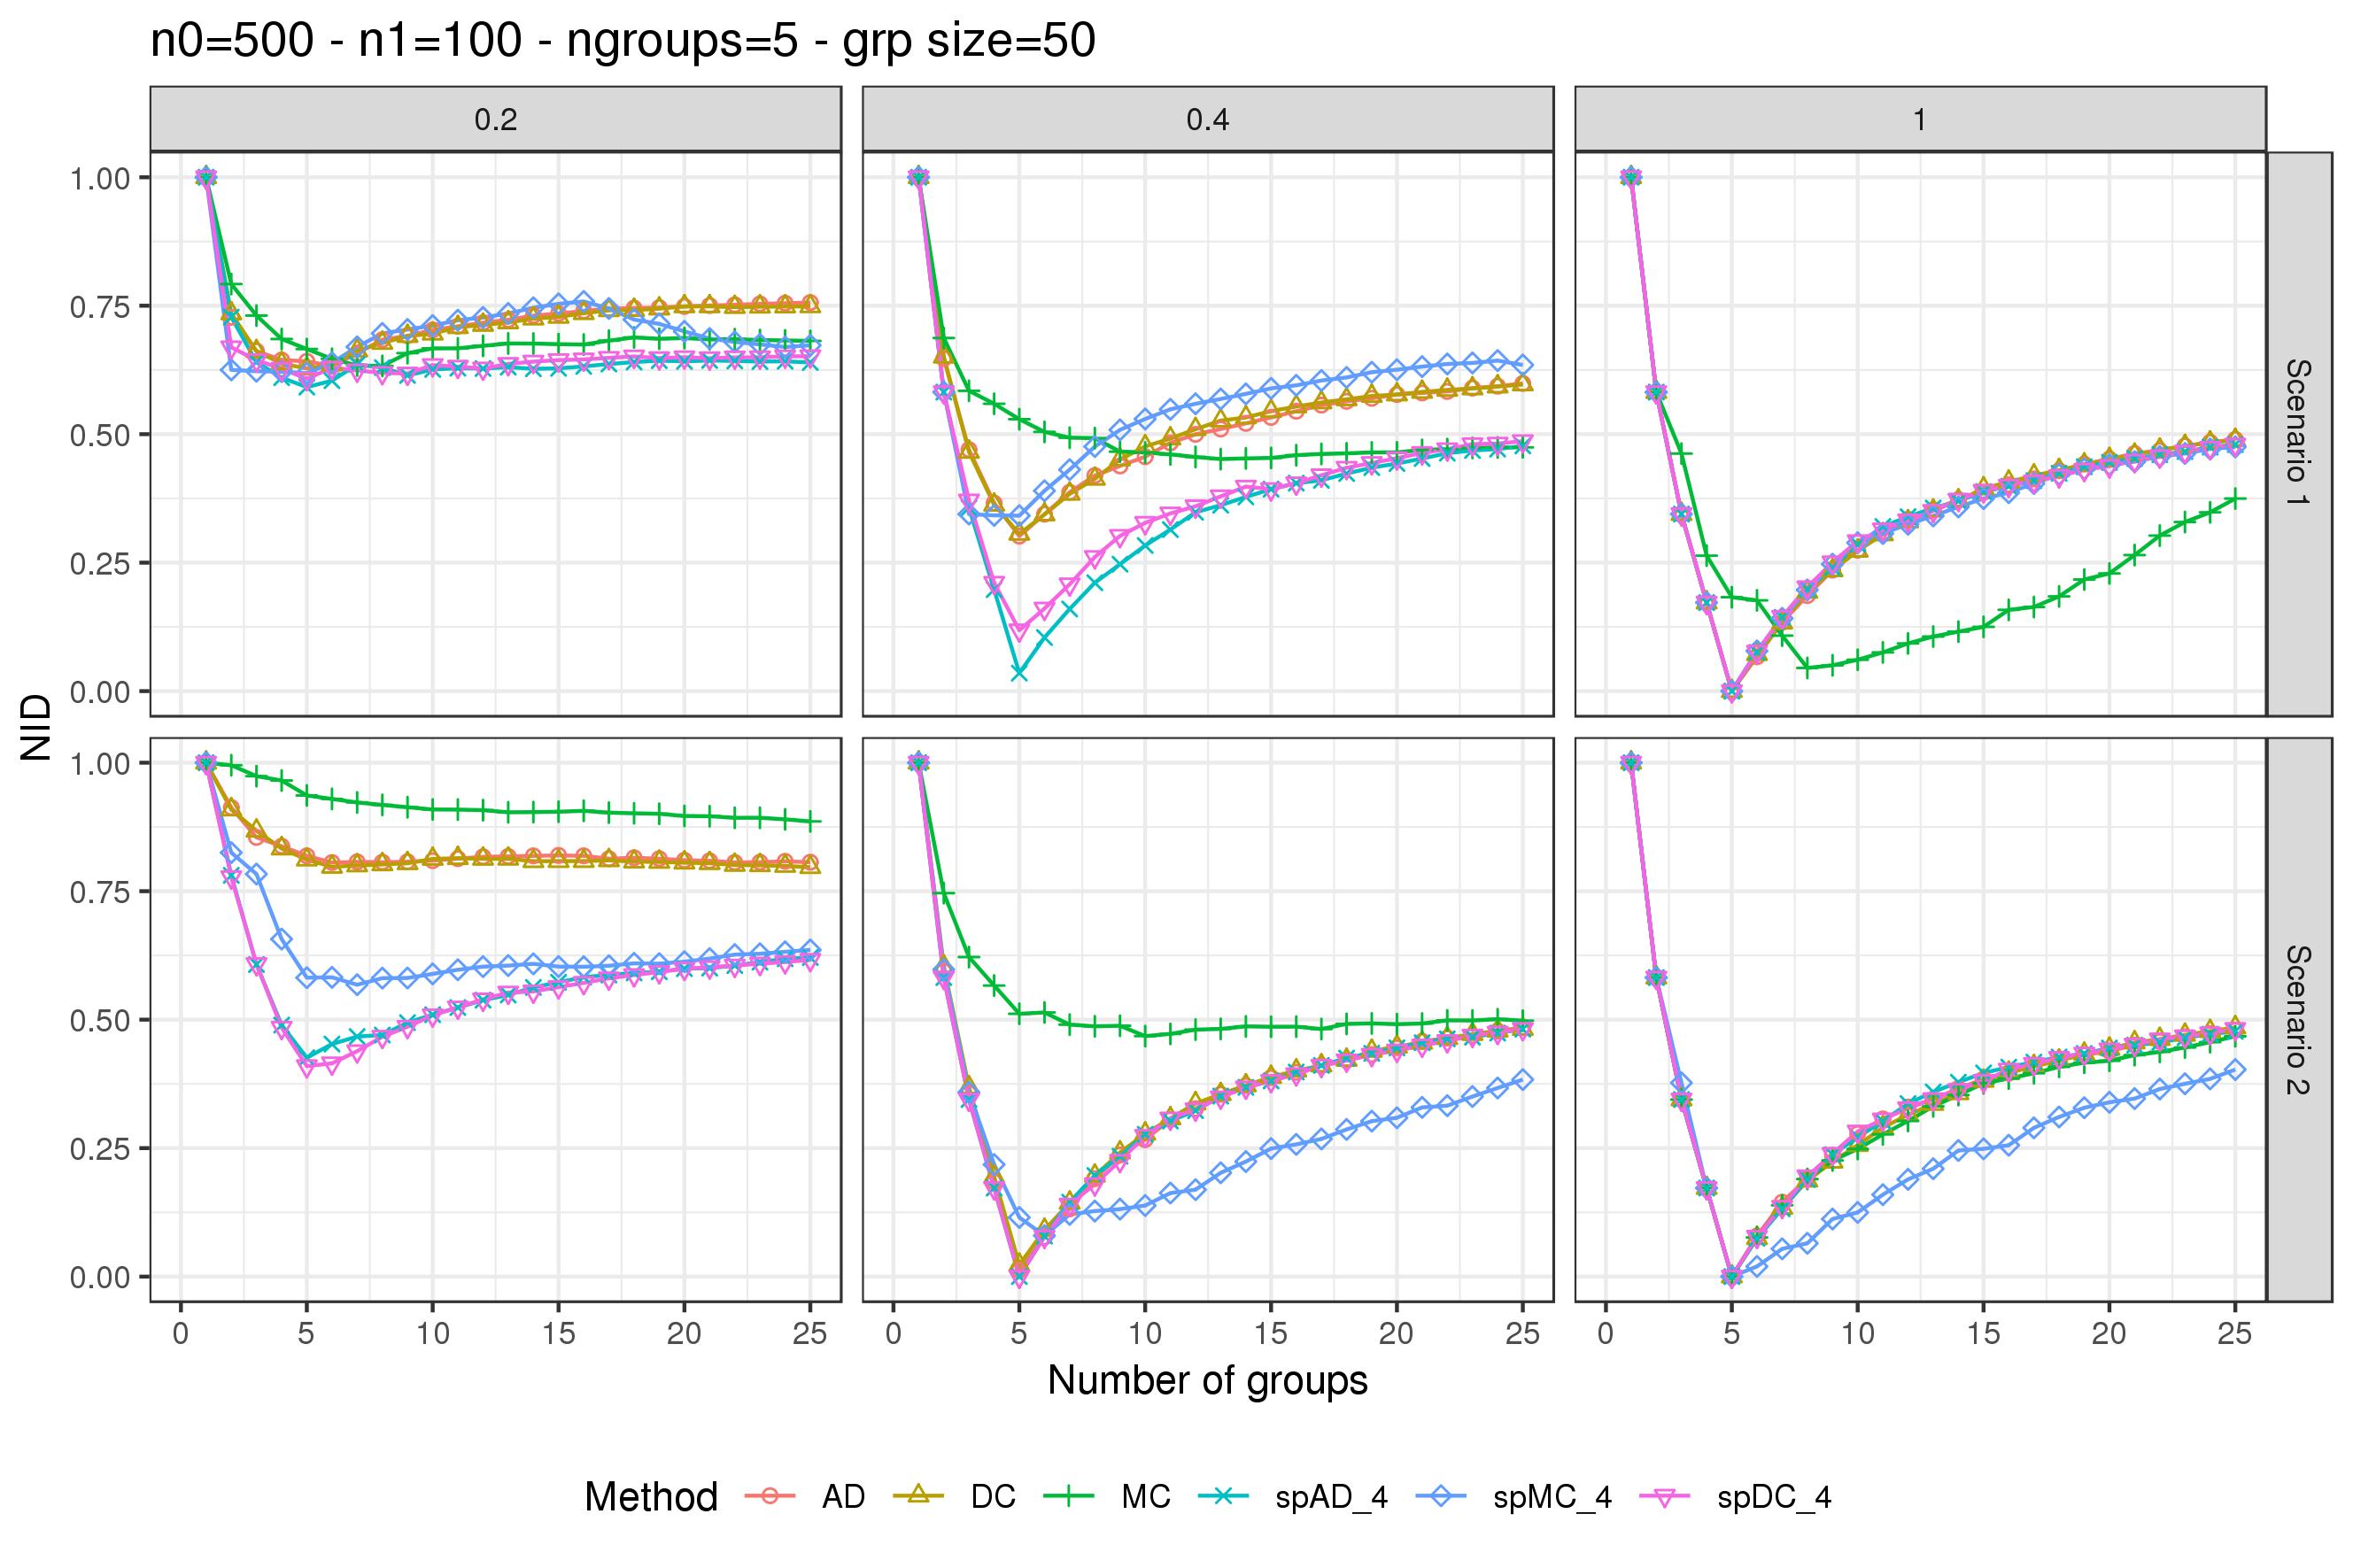 n0=500 - n1=100 - ngroups=5 - grp size=50
0.2 0.4 1
1.00
0.75
0.50
0.25
0.00
Scenario 1
NID
1.00
0.75
0.50
0.25
0.00
Scenario 2
0 5 10 15 20 25 0 5 10 15 20 25 0 5 10 15 20 25
Number of groups
Method AD DC MC spAD_4 spMC_4 spDC_4